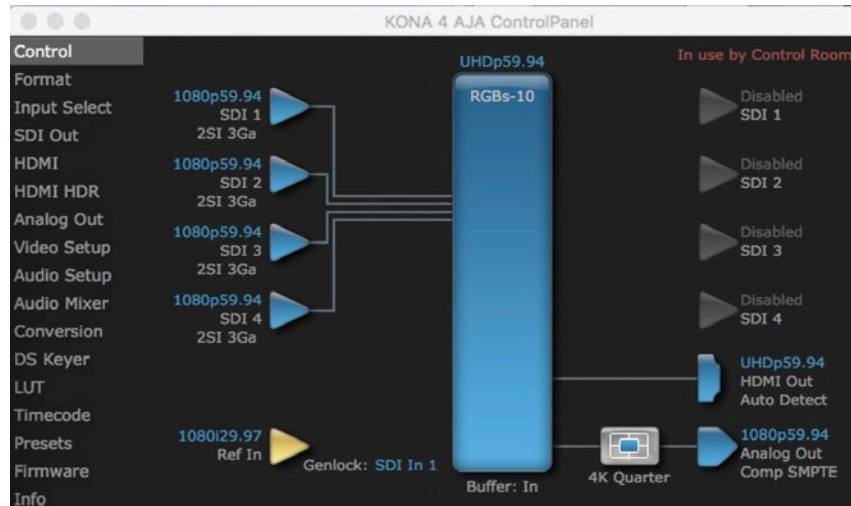 KONA 4 AJA ControlPanel
Control
Format
Input Select
SDI Out
HDMI
HDMI HDR
Analog Out
Video Setup
Audio Setup
Audio Mixer
Conversion
DS Keyer
LUT
Timecode
Presets
Firmware
Info
1080p59.94
SDI 1
2SI 3Ga
1080p59.94
SDI 2
2SI 3Ga
1080p59.94
SDI 3
2SI 3Ga
1080p59.94
SDI 4
2SI 3Ga
1080i29.97
Ref In
Genlock: SDI In 1
UHDp59.94
RGBs-10
Buffer: In
In use by Control Room
Disabled
SDI 1
Disabled
SDI 2
Disabled
SDI 3
Disabled
SDI 4
UHDp59.94
HDMI Out
Auto Detect
4K Quarter
1080p59.94
Analog Out
Comp SMPTE